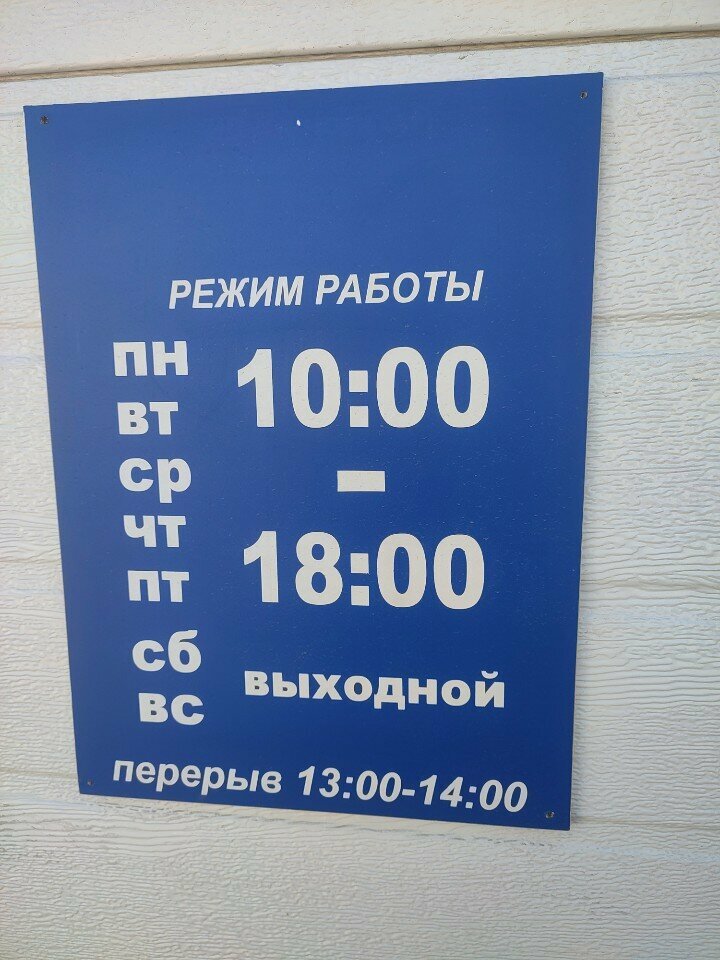 РЕЖИМ РАБОТЫ
пн 10:00
вт
ср -
чт
пт 18:00
сб выходной
вс
перерыв 13:00-14:00